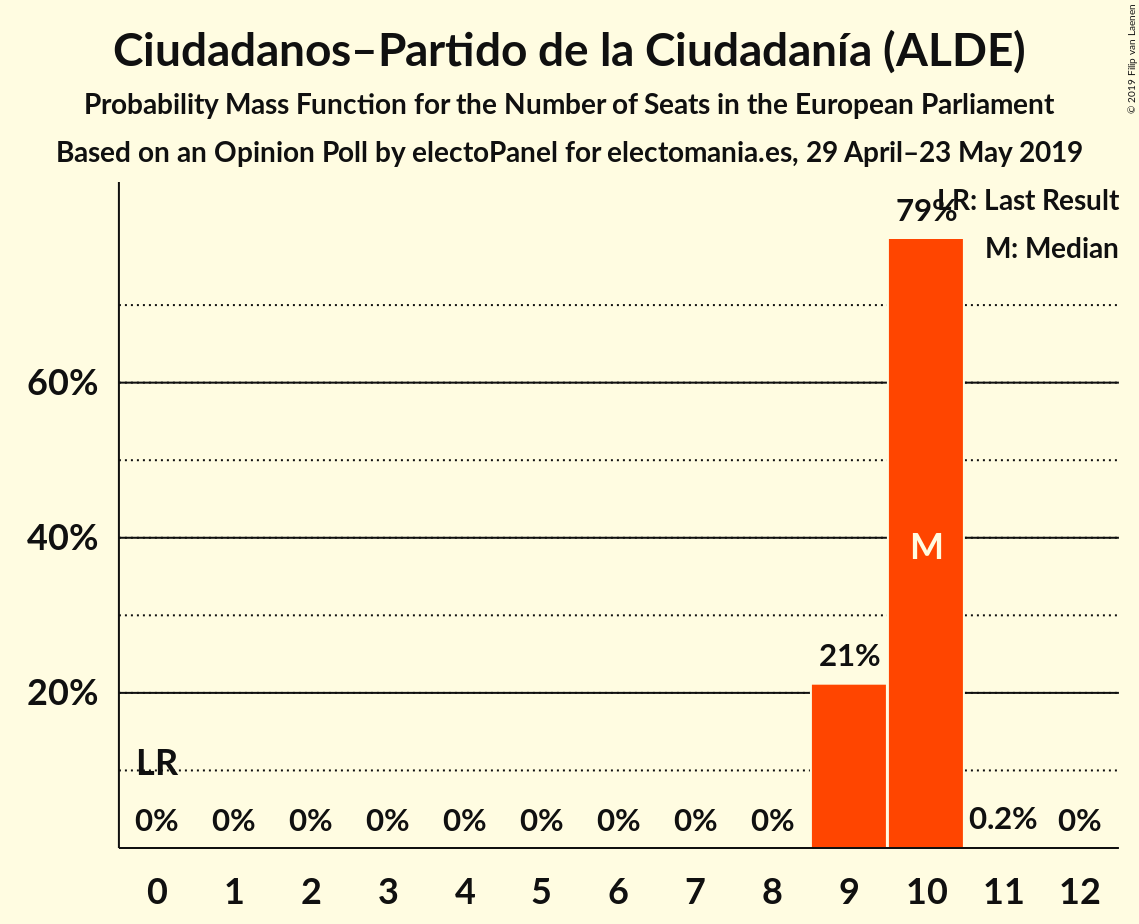 Ciudadanos–Partido de la Ciudadanía (ALDE)
Probability Mass Function for the Number of Seats in the European Parliament
Based on an Opinion Poll by electoPanel for electomania.es, 29 April–23 May 2019
© 2019 Filip van Laenen
LR: Last Result
M: Median
79%
60%
40%
M
21%
20%
LR
0% 0% 0% 0% 0% 0% 0% 0% 0% 0.2% 0%
0 1 2 3 4 5 6 7 8 9 10 11 12